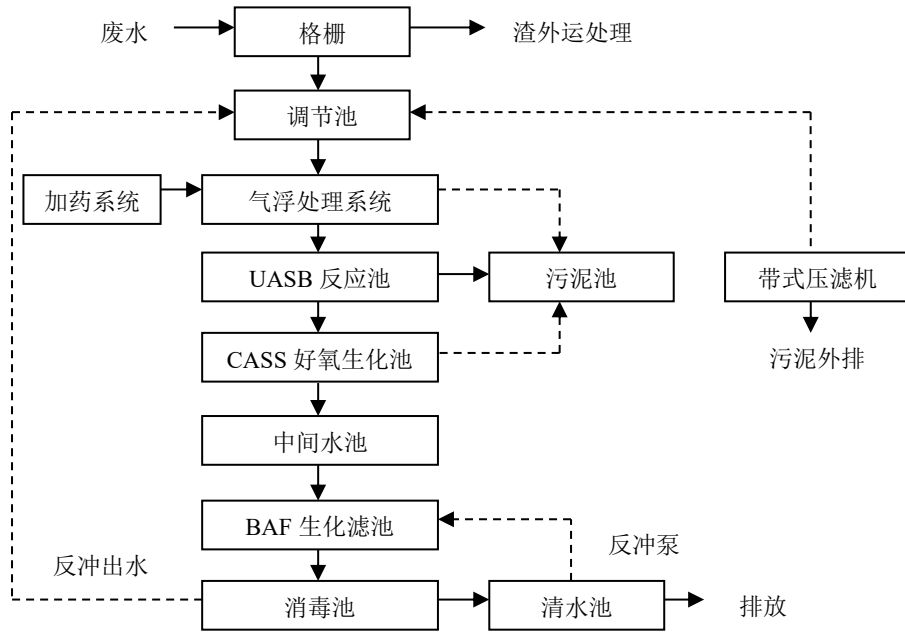 废水
格栅
渣外运处理
调节池
加药系统
气浮处理系统
UASB 反应池
污泥池
带式压滤机
CASS 好氧生化池
污泥外排
中间水池
BAF 生化滤池
反冲泵
反冲出水
消毒池
清水池
排放